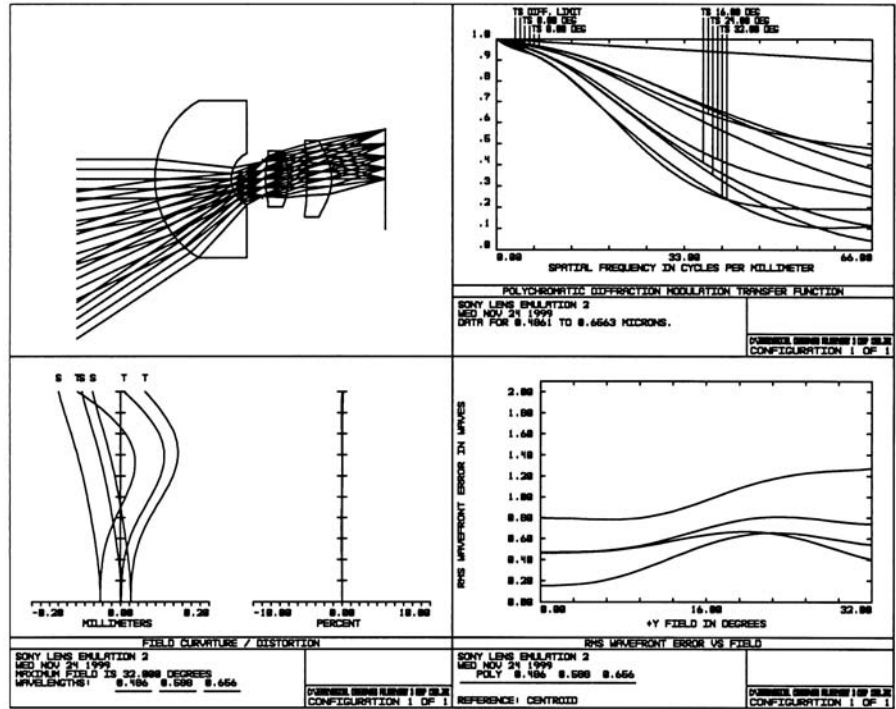 TS DIFF. LIMIT
TS 0.00 DEG
TS 8.00 DEG
TS 16.00 DEG
TS 24.00 DEG
TS 32.00 DEG
1.0
.9
.8
.7
.6
.5
.4
.3
.2
.1
.0
0.00 33.00 66.00
SPATIAL FREQUENCY IN CYCLES PER MILLIMETER
POLYCHROMATIC DIFFRACTION MODULATION TRANSFER FUNCTION
SONY LENS EMULATION 2
WED NOV 24 1999
DATA FOR 0.4861 TO 0.6563 MICRONS.
CONFIGURATION 1 OF 1
S TS S T T
-0.20 0.00 0.20
MILLIMETERS
-10.00 0.00 10.00
PERCENT
FIELD CURVATURE / DISTORTION
SONY LENS EMULATION 2
WED NOV 24 1999
MAXIMUM FIELD IS 32.000 DEGREES
WAVELENGTHS: 0.486 0.588 0.656
CONFIGURATION 1 OF 1
RMS WAVEFRONT ERROR IN WAVES
2.00
1.80
1.60
1.40
1.20
1.00
0.80
0.60
0.40
0.20
0.00
0.00 16.00 32.00
+Y FIELD IN DEGREES
RMS WAVEFRONT ERROR VS FIELD
SONY LENS EMULATION 2
WED NOV 24 1999
POLY 0.486 0.588 0.656
REFERENCE: CENTROID
CONFIGURATION 1 OF 1